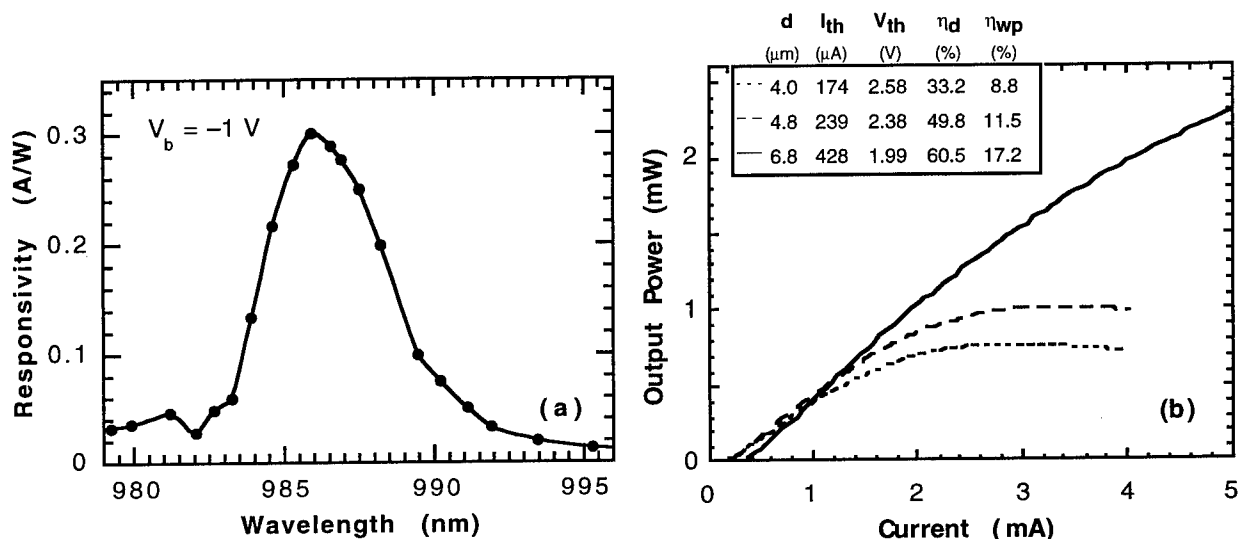 V_b = −1 V
0.3
0.2
0.1
0
Responsivity (A/W)
(a)
980 985 990 995
Wavelength (nm)
d I_th V_th η_d η_wp
(μm) (μA) (V) (%) (%)
4.0 174 2.58 33.2 8.8
4.8 239 2.38 49.8 11.5
6.8 428 1.99 60.5 17.2
2
1
0
Output Power (mW)
(b)
0 1 2 3 4 5
Current (mA)